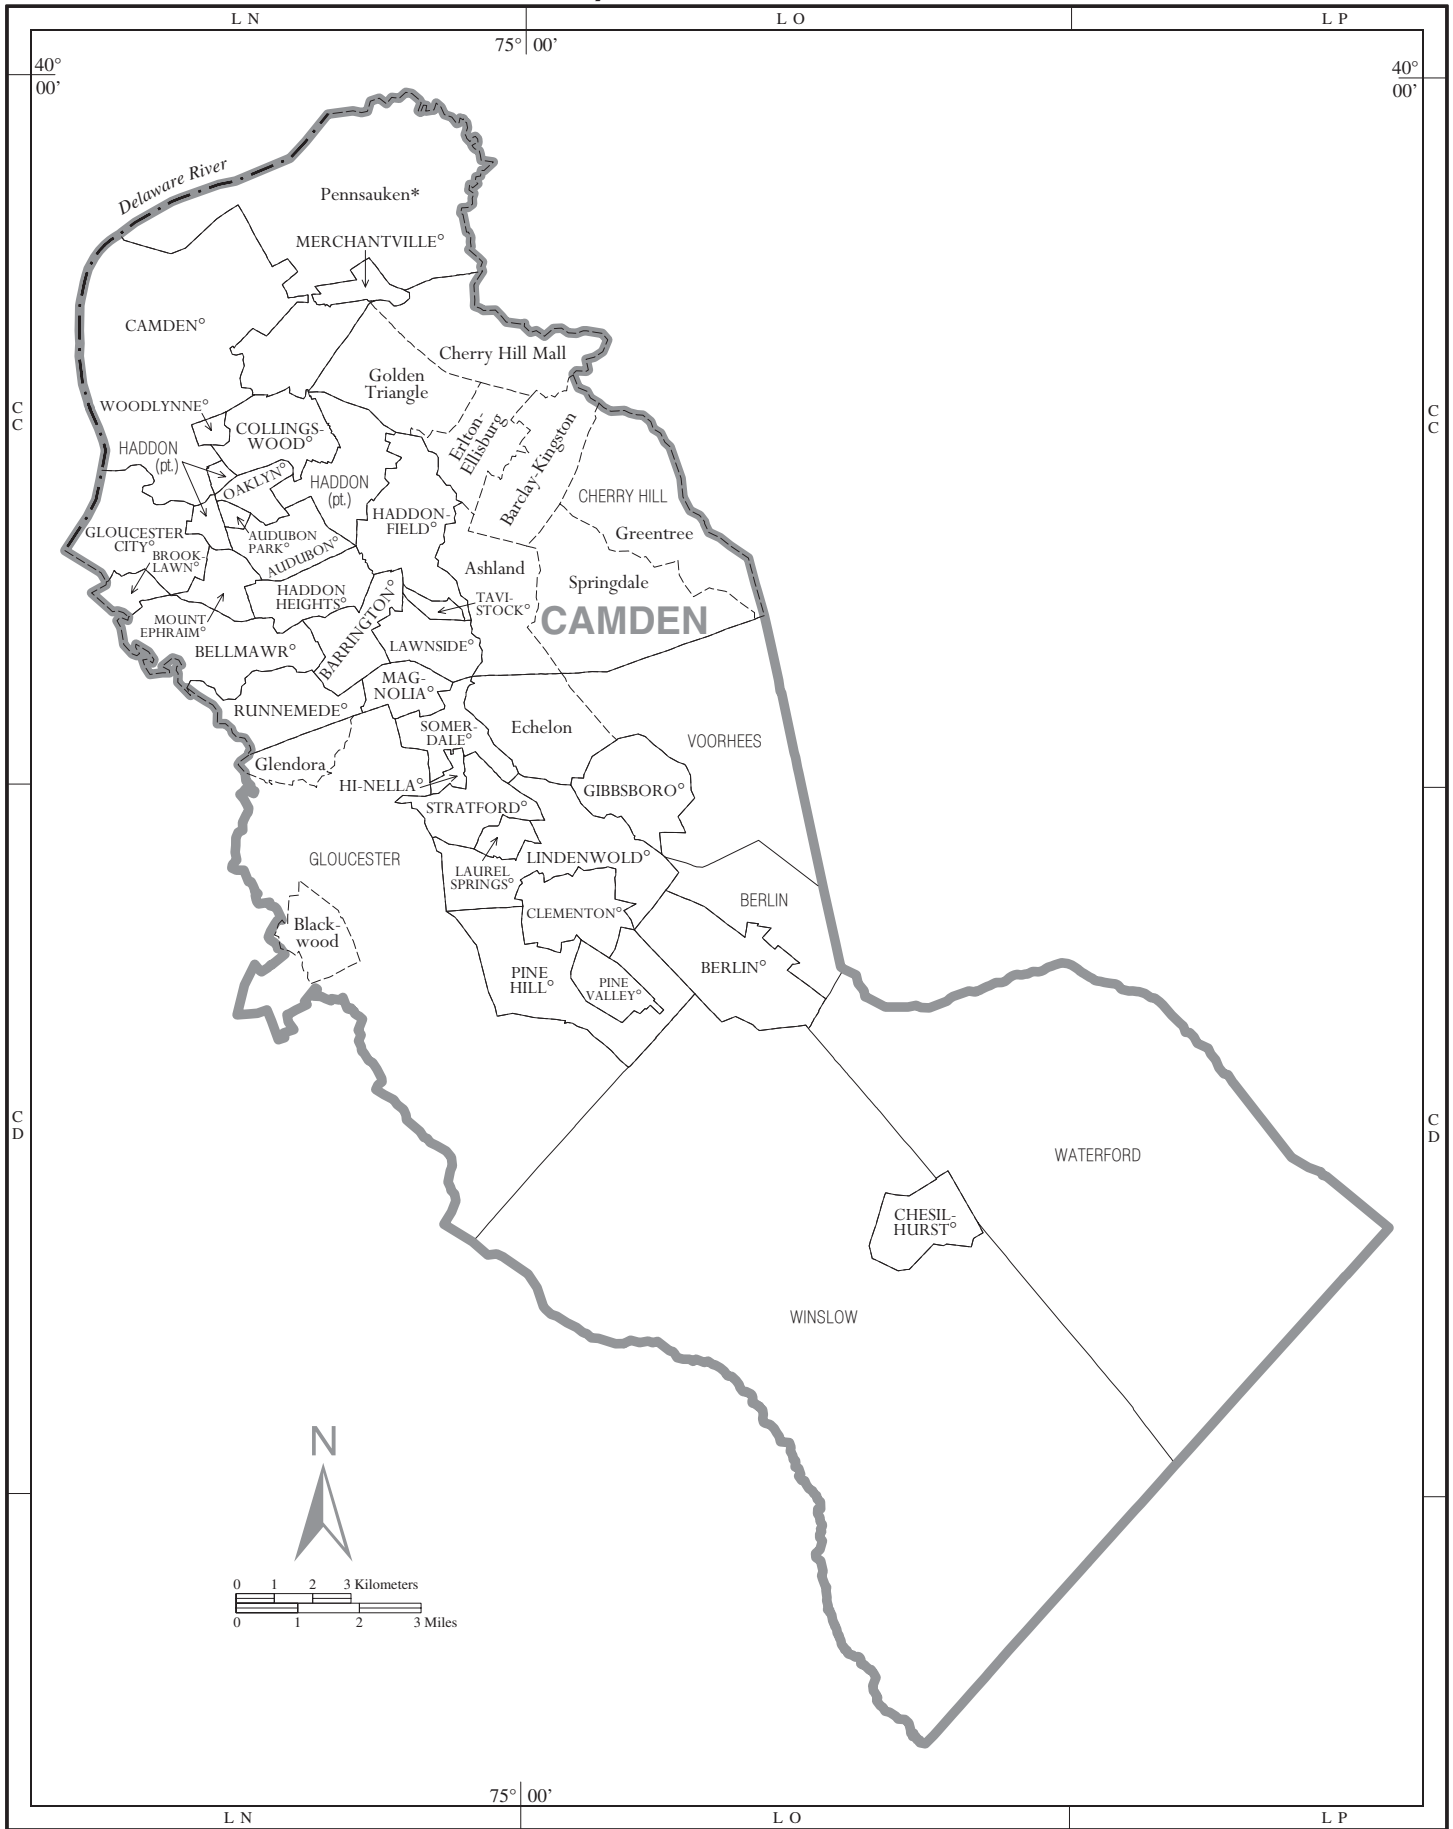 L N
L O
L P
75° 00'
40°
00'
40°
00'
Delaware River
Pennsauken*
MERCHANTVILLE°
CAMDEN°
Cherry Hill Mall
Golden
Triangle
C
C
C
C
WOODLYNNE°
COLLINGS-
WOOD°
Erlton-
Ellisburg
Barclay-Kingston
HADDON
(pt.)
OAKLYN°
HADDON
(pt.)
CHERRY HILL
HADDON-
FIELD°
Greentree
GLOUCESTER
CITY°
AUDUBON
PARK°
AUDUBON°
BROOK-
LAWN°
Ashland
Springdale
HADDON
HEIGHTS°
BARRINGTON°
TAVI-
STOCK°
CAMDEN
MOUNT
EPHRAIM°
BELLMAWR°
LAWNSIDE°
MAG-
NOLIA°
RUNNEMEDE°
SOMER-
DALE°
Echelon
VOORHEES
Glendora
HI-NELLA°
GIBBSBORO°
STRATFORD°
GLOUCESTER
LINDENWOLD°
LAUREL
SPRINGS°
BERLIN
CLEMENTON°
Black-
wood
BERLIN°
PINE
HILL°
PINE
VALLEY°
C
D
C
D
WATERFORD
CHESIL-
HURST°
WINSLOW
N
0 1 2 3 Kilometers
0 1 2 3 Miles
75° 00'
L N
L O
L P